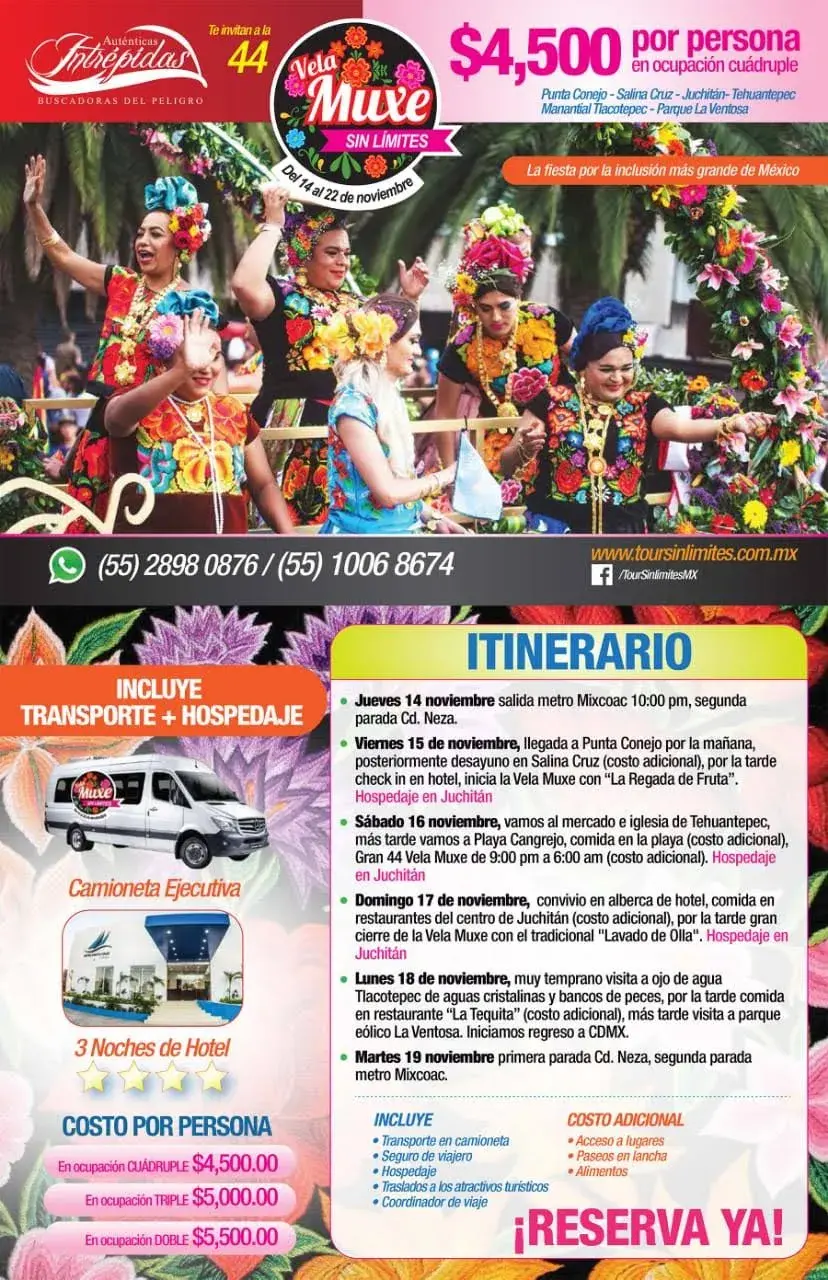 Auténticas
Intrépidas
BUSCADORAS DEL PELIGRO
Te invitan a la
44
Vela
Muxe
SIN LÍMITES
Del 14 al 22 de noviembre
$4,500 por persona
en ocupación cuádruple
Punta Conejo - Salina Cruz - Juchitán- Tehuantepec
Manantial Tlacotepec - Parque La Ventosa
La fiesta por la inclusión más grande de México
(55) 2898 0876 / (55) 1006 8674
www.toursinlimites.com.mx
/TourSinlimitesMX
INCLUYE
TRANSPORTE + HOSPEDAJE
Muxe
SIN LÍMITES
Camioneta Ejecutiva
3 Noches de Hotel
COSTO POR PERSONA
En ocupación CUÁDRUPLE $4,500.00
En ocupación TRIPLE $5,000.00
En ocupación DOBLE $5,500.00
ITINERARIO
• Jueves 14 noviembre salida metro Mixcoac 10:00 pm, segunda
parada Cd. Neza.
• Viernes 15 de noviembre, llegada a Punta Conejo por la mañana,
posteriormente desayuno en Salina Cruz (costo adicional), por la tarde
check in en hotel, inicia la Vela Muxe con “La Regada de Fruta”.
Hospedaje en Juchitán
• Sábado 16 noviembre, vamos al mercado e iglesia de Tehuantepec,
más tarde vamos a Playa Cangrejo, comida en la playa (costo adicional),
Gran 44 Vela Muxe de 9:00 pm a 6:00 am (costo adicional). Hospedaje
en Juchitán
• Domingo 17 de noviembre, convivio en alberca de hotel, comida en
restaurantes del centro de Juchitán (costo adicional), por la tarde gran
cierre de la Vela Muxe con el tradicional "Lavado de Olla". Hospedaje en
Juchitán
• Lunes 18 de noviembre, muy temprano visita a ojo de agua
Tlacotepec de aguas cristalinas y bancos de peces, por la tarde comida
en restaurante “La Tequita” (costo adicional), más tarde visita a parque
eólico La Ventosa. Iniciamos regreso a CDMX.
• Martes 19 noviembre primera parada Cd. Neza, segunda parada
metro Mixcoac.
INCLUYE
• Transporte en camioneta
• Seguro de viajero
• Hospedaje
• Traslados a los atractivos turísticos
• Coordinador de viaje
COSTO ADICIONAL
• Acceso a lugares
• Paseos en lancha
• Alimentos
¡RESERVA YA!